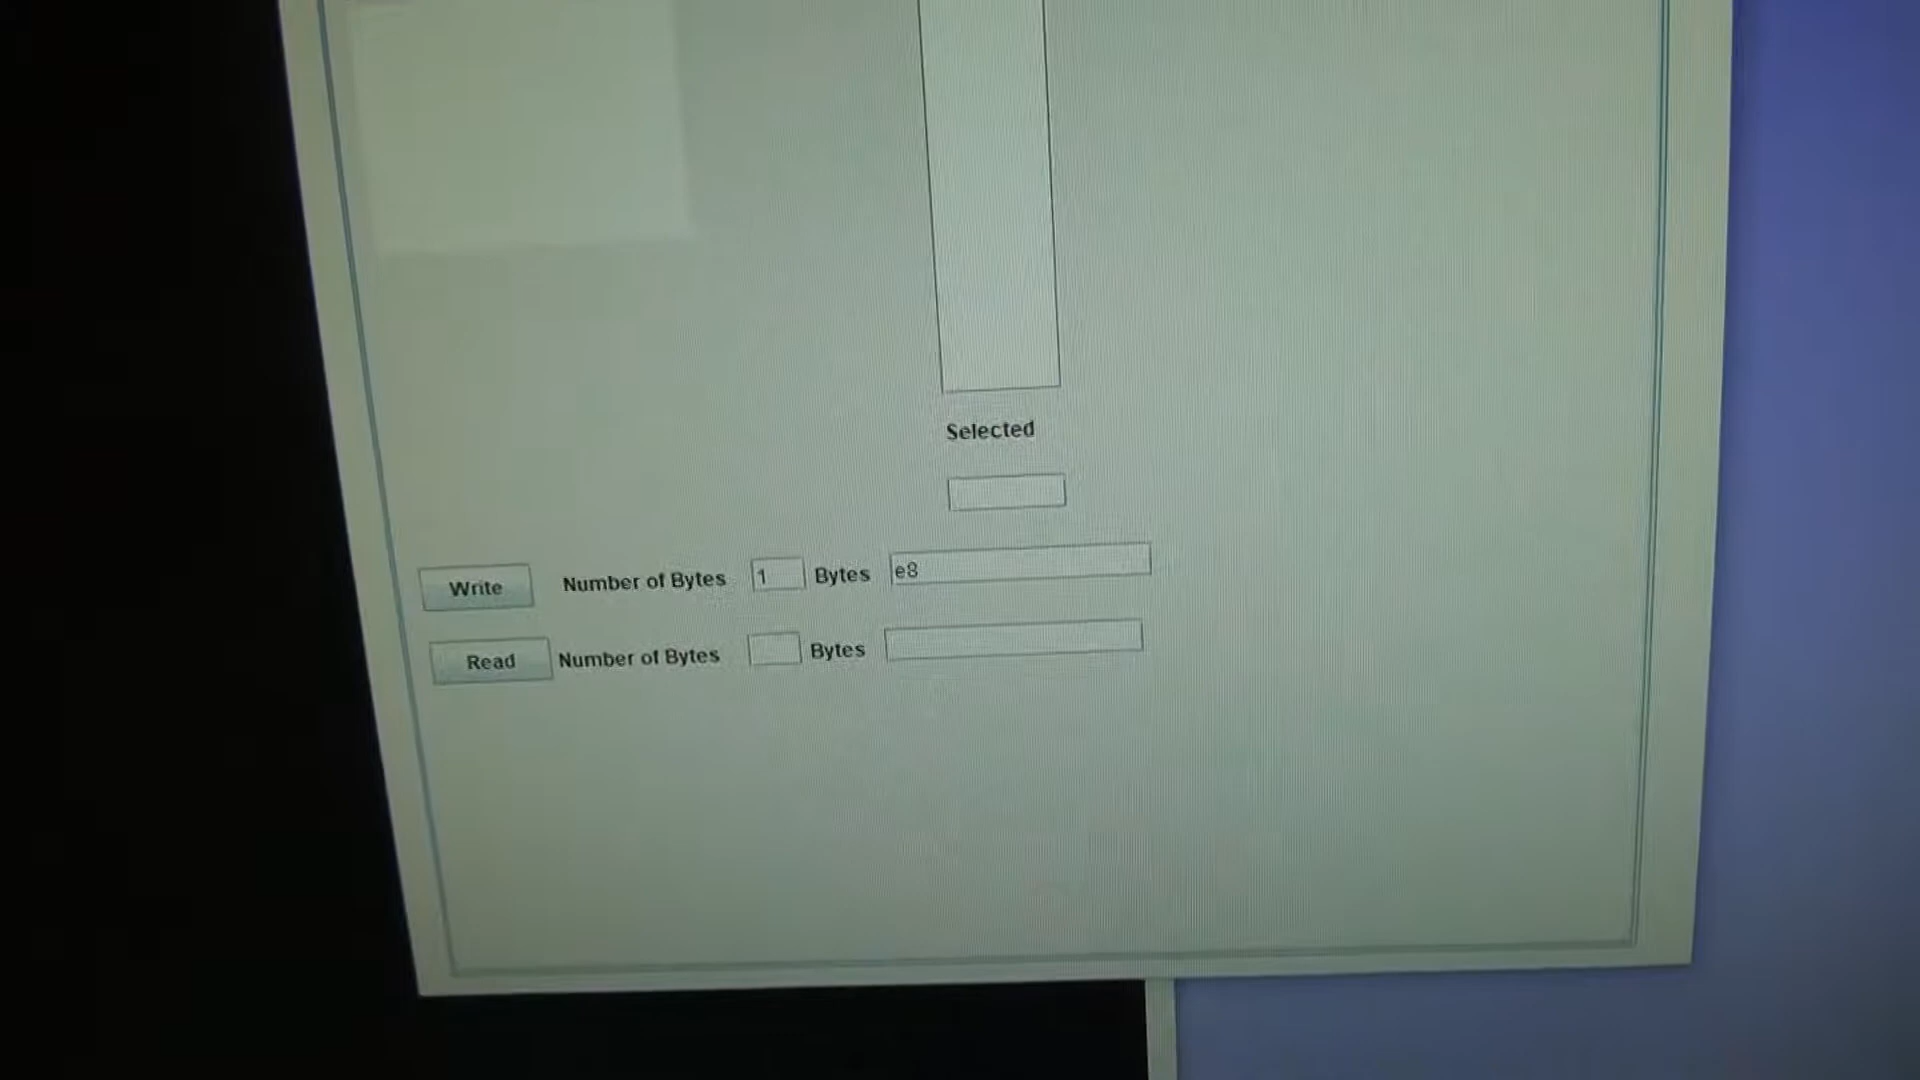 Selected
Write Number of Bytes 1 Bytes e8
Read Number of Bytes Bytes